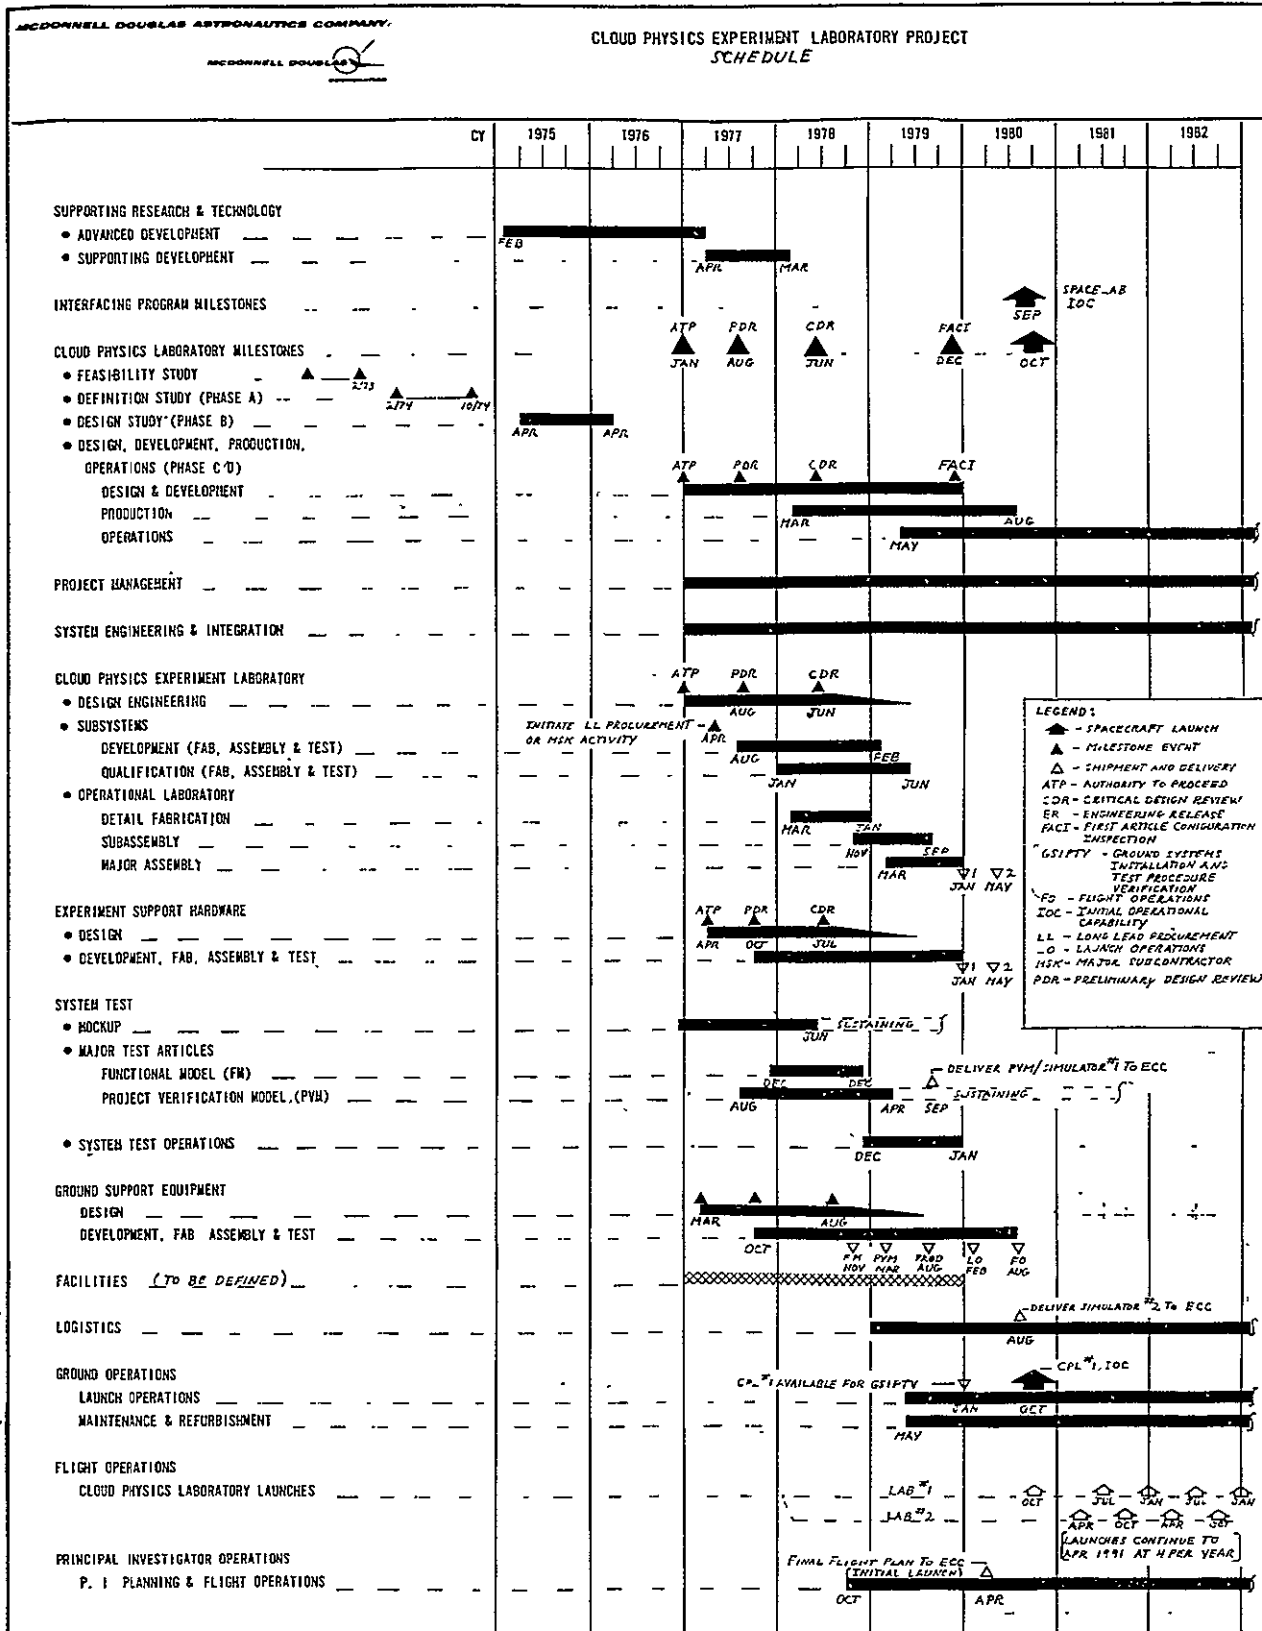 MCDONNELL DOUGLAS ASTRONAUTICS COMPANY
MCDONNELL DOUGLAS
CLOUD PHYSICS EXPERIMENT LABORATORY PROJECT
SCHEDULE
CY 1975 1976 1977 1978 1979 1980 1981 1982
SUPPORTING RESEARCH & TECHNOLOGY
• ADVANCED DEVELOPMENT
FEB
• SUPPORTING DEVELOPMENT
APR MAR
INTERFACING PROGRAM MILESTONES
SEP
IOC
ATP PDR CDR FACI
CLOUD PHYSICS LABORATORY MILESTONES
JAN AUG JUN DEC OCT
• FEASIBILITY STUDY
2/73
• DEFINITION STUDY (PHASE A)
2/74 10/74
• DESIGN STUDY (PHASE B)
APR APR
• DESIGN, DEVELOPMENT, PRODUCTION,
OPERATIONS (PHASE C/D)
ATP PDR CDR FACI
DESIGN & DEVELOPMENT
PRODUCTION
MAR AUG
OPERATIONS
MAY
PROJECT MANAGEMENT
SYSTEM ENGINEERING & INTEGRATION
CLOUD PHYSICS EXPERIMENT LABORATORY
ATP PDR CDR
• DESIGN ENGINEERING
AUG JUN
• SUBSYSTEMS
INITIATE LL PROCUREMENT
OR MSK ACTIVITY
APR
DEVELOPMENT (FAB, ASSEMBLY & TEST)
AUG FEB
QUALIFICATION (FAB, ASSEMBLY & TEST)
JAN JUN
• OPERATIONAL LABORATORY
DETAIL FABRICATION
MAR JAN
SUBASSEMBLY
NOV SEP
MAJOR ASSEMBLY
MAR 1 2
JAN MAY
EXPERIMENT SUPPORT HARDWARE
ATP PDR CDR
• DESIGN
APR OCT JUL
• DEVELOPMENT, FAB, ASSEMBLY & TEST
1 2
JAN MAY
SYSTEM TEST
• MOCKUP
JUN SUSTAINING
• MAJOR TEST ARTICLES
FUNCTIONAL MODEL (FM)
DEC DEC
DELIVER PVM/SIMULATOR #1 TO ECC
PROJECT VERIFICATION MODEL, (PVM)
AUG APR SEP SUSTAINING
• SYSTEM TEST OPERATIONS
DEC JAN
GROUND SUPPORT EQUIPMENT
DESIGN
MAR AUG
DEVELOPMENT, FAB ASSEMBLY & TEST
OCT
FM PVM PROD LO FO
NOV MAR AUG FEB AUG
FACILITIES (TO BE DEFINED)
DELIVER SIMULATOR #2 TO ECC
LOGISTICS
AUG
GROUND OPERATIONS
CPL #1, IOC
CPL #1 AVAILABLE FOR GSIPTV
LAUNCH OPERATIONS
JAN OCT
MAINTENANCE & REFURBISHMENT
MAY
FLIGHT OPERATIONS
CLOUD PHYSICS LABORATORY LAUNCHES
LAB #1
OCT JUL JAN JUL JAN
LAB #2
APR OCT APR OCT
LAUNCHES CONTINUE TO
APR 1991 AT 4 PER YEAR
PRINCIPAL INVESTIGATOR OPERATIONS
FINAL FLIGHT PLAN TO ECC
(INITIAL LAUNCH)
P. I PLANNING & FLIGHT OPERATIONS
OCT APR
LEGEND:
- SPACECRAFT LAUNCH
- MILESTONE EVENT
- SHIPMENT AND DELIVERY
ATP - AUTHORITY TO PROCEED
CDR - CRITICAL DESIGN REVIEW
ER - ENGINEERING RELEASE
FACI - FIRST ARTICLE CONFIGURATION
INSPECTION
GSIPTV - GROUND SYSTEMS
INSTALLATION AND
TEST PROCEDURE
VERIFICATION
FO - FLIGHT OPERATIONS
IOC - INITIAL OPERATIONAL
CAPABILITY
LL - LONG LEAD PROCUREMENT
LO - LAUNCH OPERATIONS
MSK - MAJOR SUBCONTRACTOR
PDR - PRELIMINARY DESIGN REVIEW